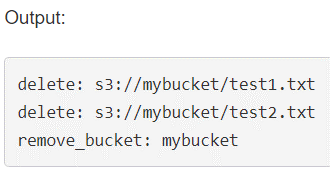 Output:
delete: s3://mybucket/test1.txt
delete: s3://mybucket/test2.txt
remove_bucket: mybucket